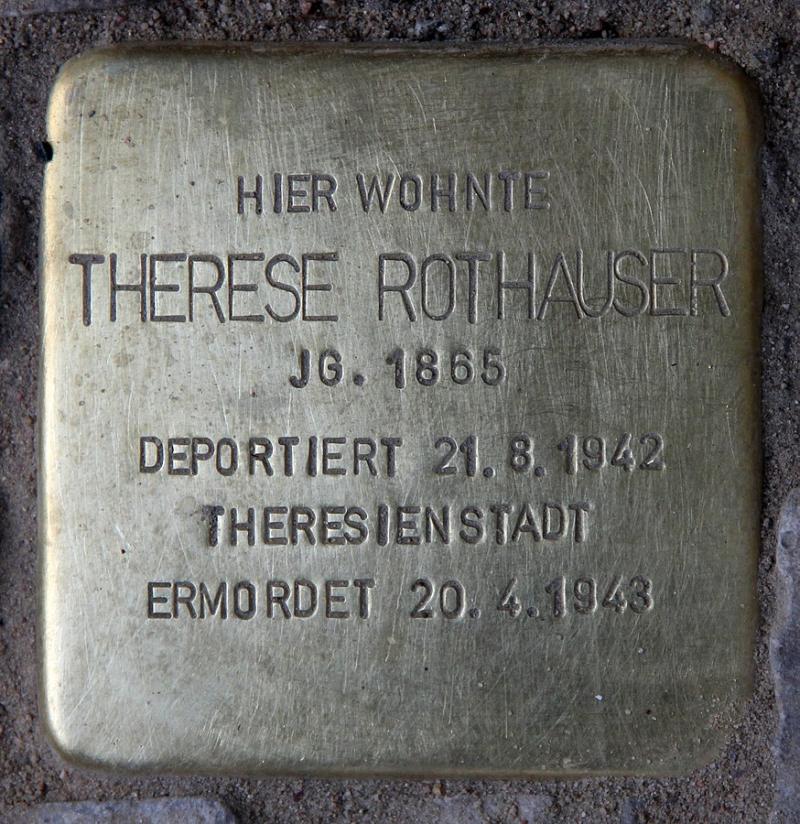 HIER WOHNTE
THERESE ROTHAUSER
JG. 1865
DEPORTIERT 21.8.1942
THERESIENSTADT
ERMORDET 20.4.1943